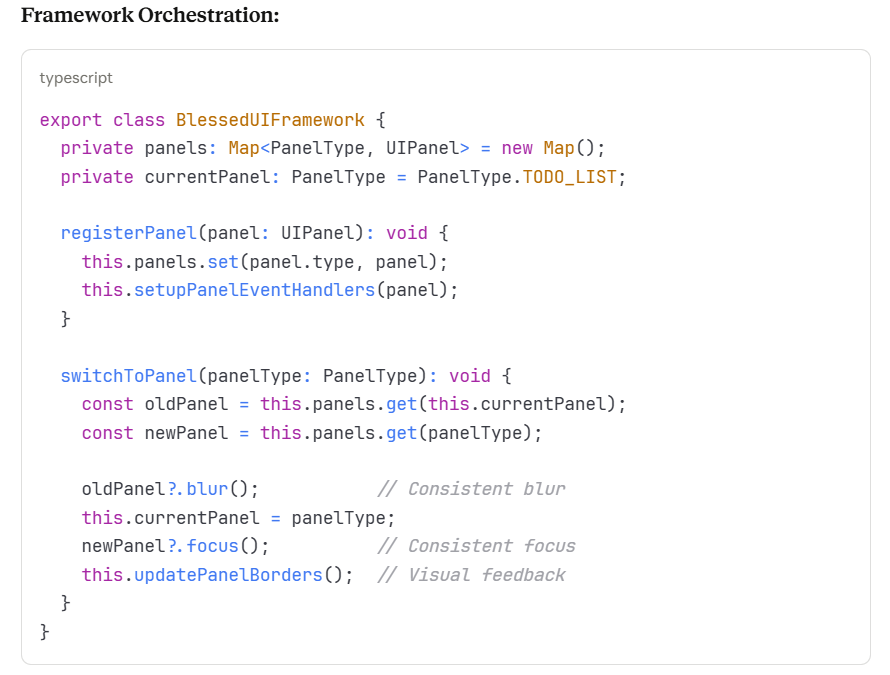 Framework Orchestration:
typescript
export class BlessedUIFramework {
  private panels: Map<PanelType, UIPanel> = new Map();
  private currentPanel: PanelType = PanelType.TODO_LIST;

  registerPanel(panel: UIPanel): void {
    this.panels.set(panel.type, panel);
    this.setupPanelEventHandlers(panel);
  }

  switchToPanel(panelType: PanelType): void {
    const oldPanel = this.panels.get(this.currentPanel);
    const newPanel = this.panels.get(panelType);

    oldPanel?.blur();           // Consistent blur
    this.currentPanel = panelType;
    newPanel?.focus();          // Consistent focus
    this.updatePanelBorders();  // Visual feedback
  }
}